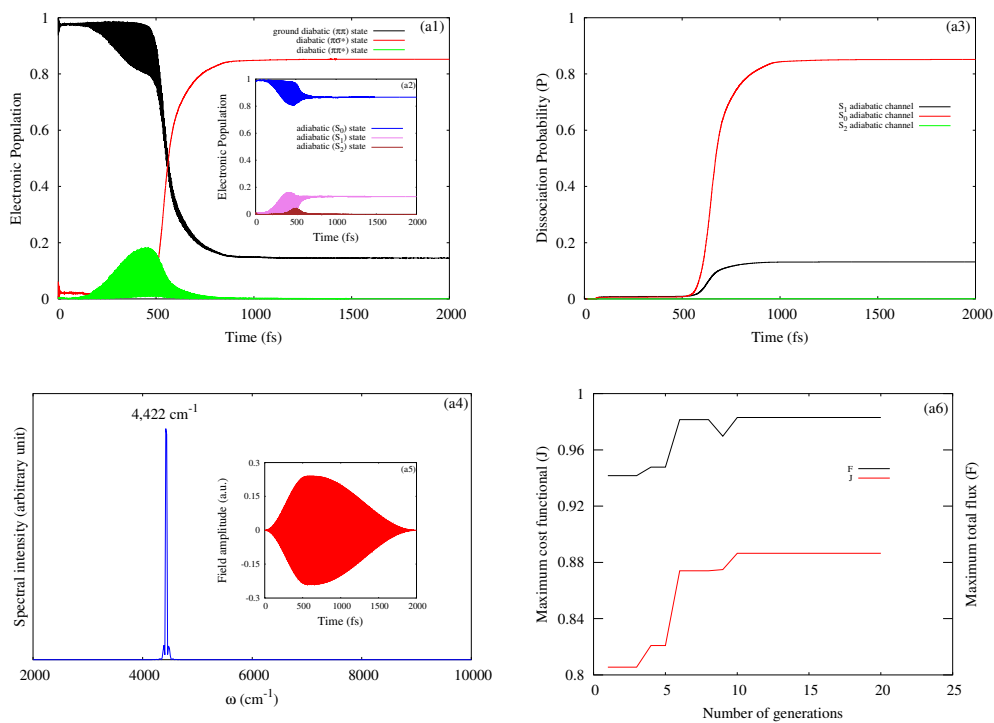 (a1)
ground diabatic (ππ) state
diabatic (πσ*) state
diabatic (ππ*) state
Electronic Population
1
0.8
0.6
0.4
0.2
0
0 500 1000 1500 2000
Time (fs)
(a2)
adiabatic (S0) state
adiabatic (S1) state
adiabatic (S2) state
Electronic Population
1
0.8
0.6
0.4
0.2
0
0 500 1000 1500 2000
Time (fs)
(a3)
S1 adiabatic channel
S0 adiabatic channel
S2 adiabatic channel
Dissociation Probability (P)
1
0.8
0.6
0.4
0.2
0
0 500 1000 1500 2000
Time (fs)
(a4)
4,422 cm-1
Spectral intensity (arbitrary unit)
2000 4000 6000 8000 10000
ω (cm-1)
(a5)
Field amplitude (a.u.)
0.3
0.15
0
-0.15
-0.3
0 500 1000 1500 2000
Time (fs)
(a6)
F
J
Maximum cost functional (J)
Maximum total flux (F)
1
0.96
0.92
0.88
0.84
0.8
0 5 10 15 20 25
Number of generations